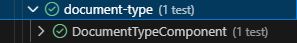 document-type (1 test)
DocumentTypeComponent (1 test)